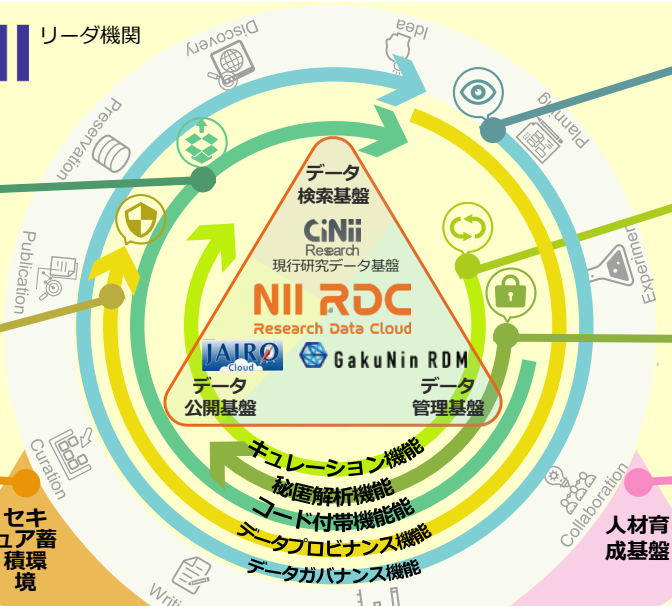 リーダ機関
Discovery
Idea
Preservation
Planning
データ
検索基盤
CiNii
Research
現行研究データ基盤
NII RDC
Research Data Cloud
JAIRO
Cloud
GakuNin RDM
データ
公開基盤
データ
管理基盤
Publication
Experimen
キュレーション機能
秘匿解析機能
コード付帯機能能
データプロビナンス機能
データガバナンス機能
Curation
Collaboration
セキ
ュア蓄
積環
境
人材育
成基盤
Writi